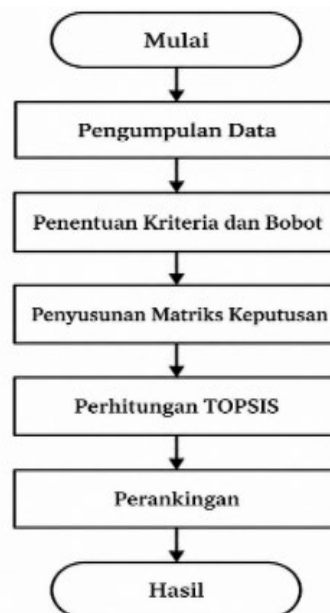 Mulai
Pengumpulan Data
Penentuan Kriteria dan Bobot
Penyusunan Matriks Keputusan
Perhitungan TOPSIS
Perankingan
Hasil